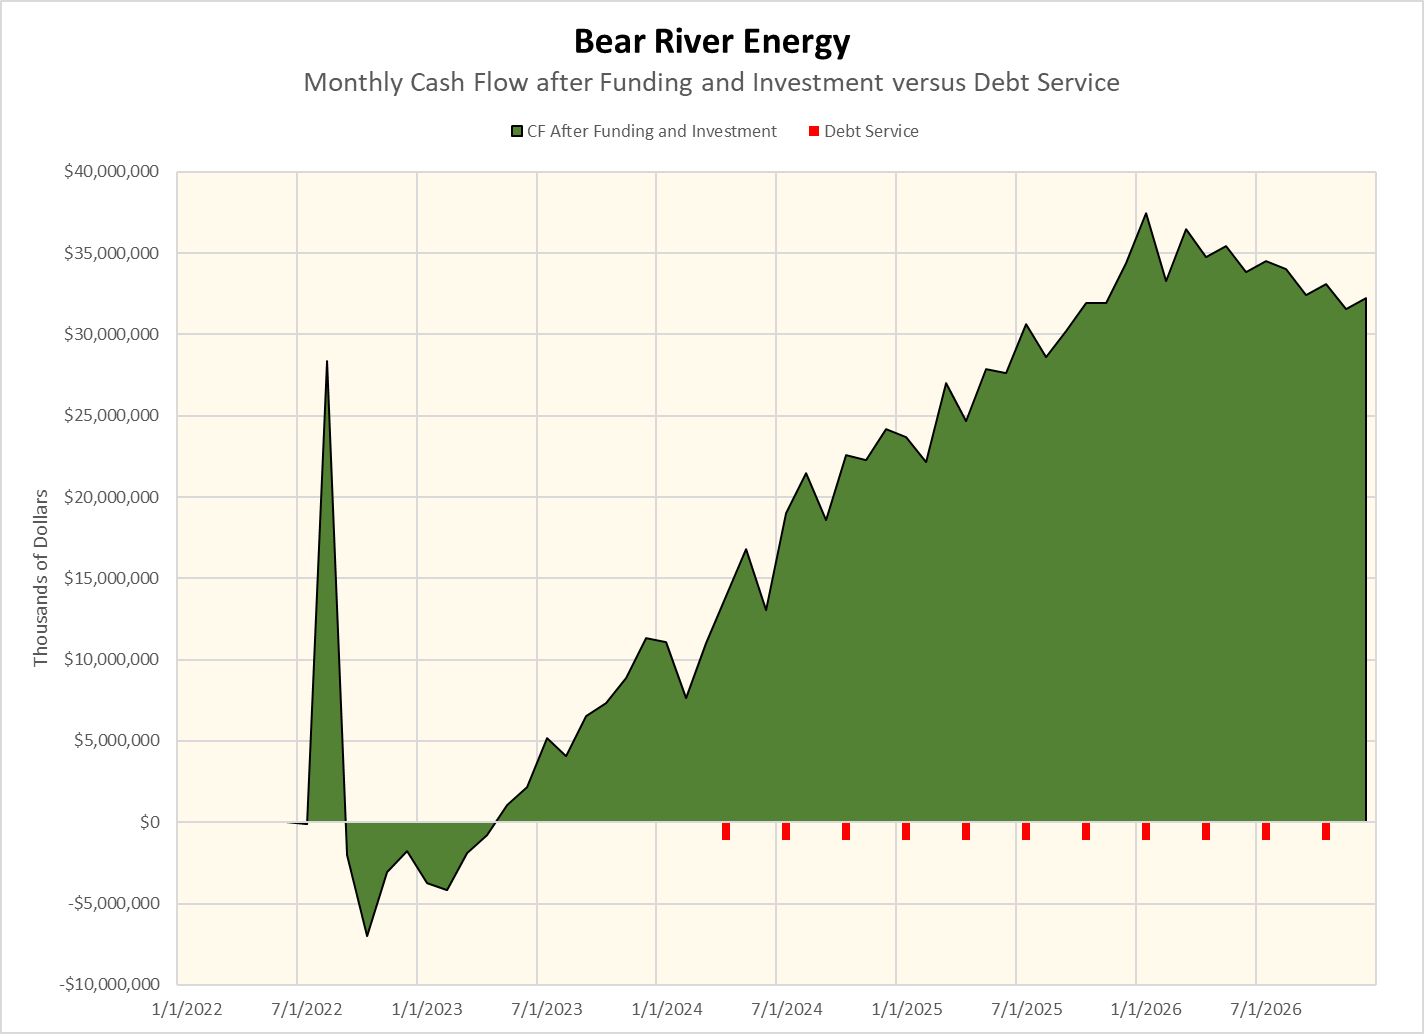 Bear River Energy
Monthly Cash Flow after Funding and Investment versus Debt Service
CF After Funding and Investment Debt Service
$40,000,000
$35,000,000
$30,000,000
$25,000,000
$20,000,000
$15,000,000
$10,000,000
$5,000,000
$0
-$5,000,000
-$10,000,000
Thousands of Dollars
1/1/2022 7/1/2022 1/1/2023 7/1/2023 1/1/2024 7/1/2024 1/1/2025 7/1/2025 1/1/2026 7/1/2026